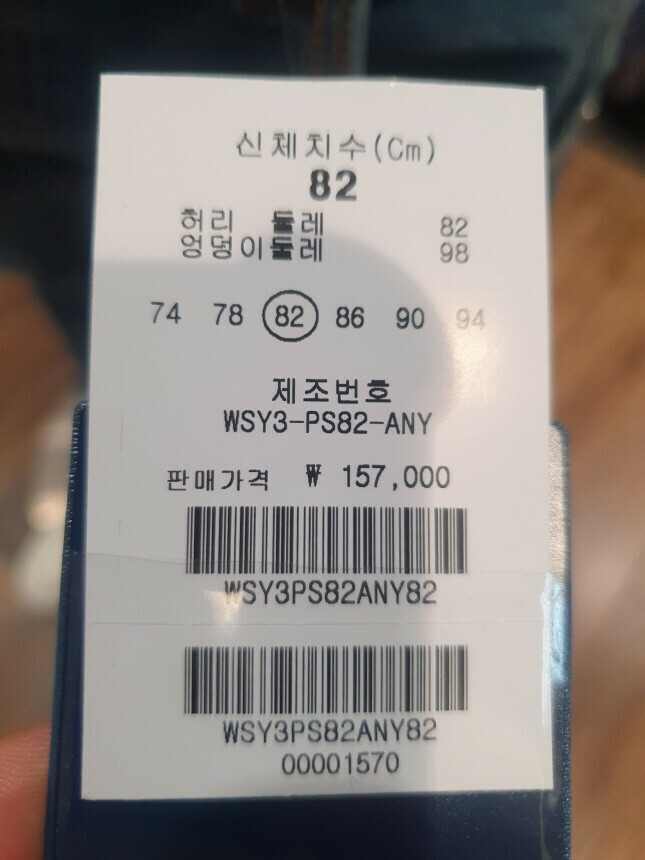 신체치수(Cm)
82
허리 둘레 82
엉덩이둘레 98
74 78 82 86 90 94
제조번호
WSY3-PS82-ANY
판매가격 ₩ 157,000
WSY3PS82ANY82
WSY3PS82ANY82
00001570